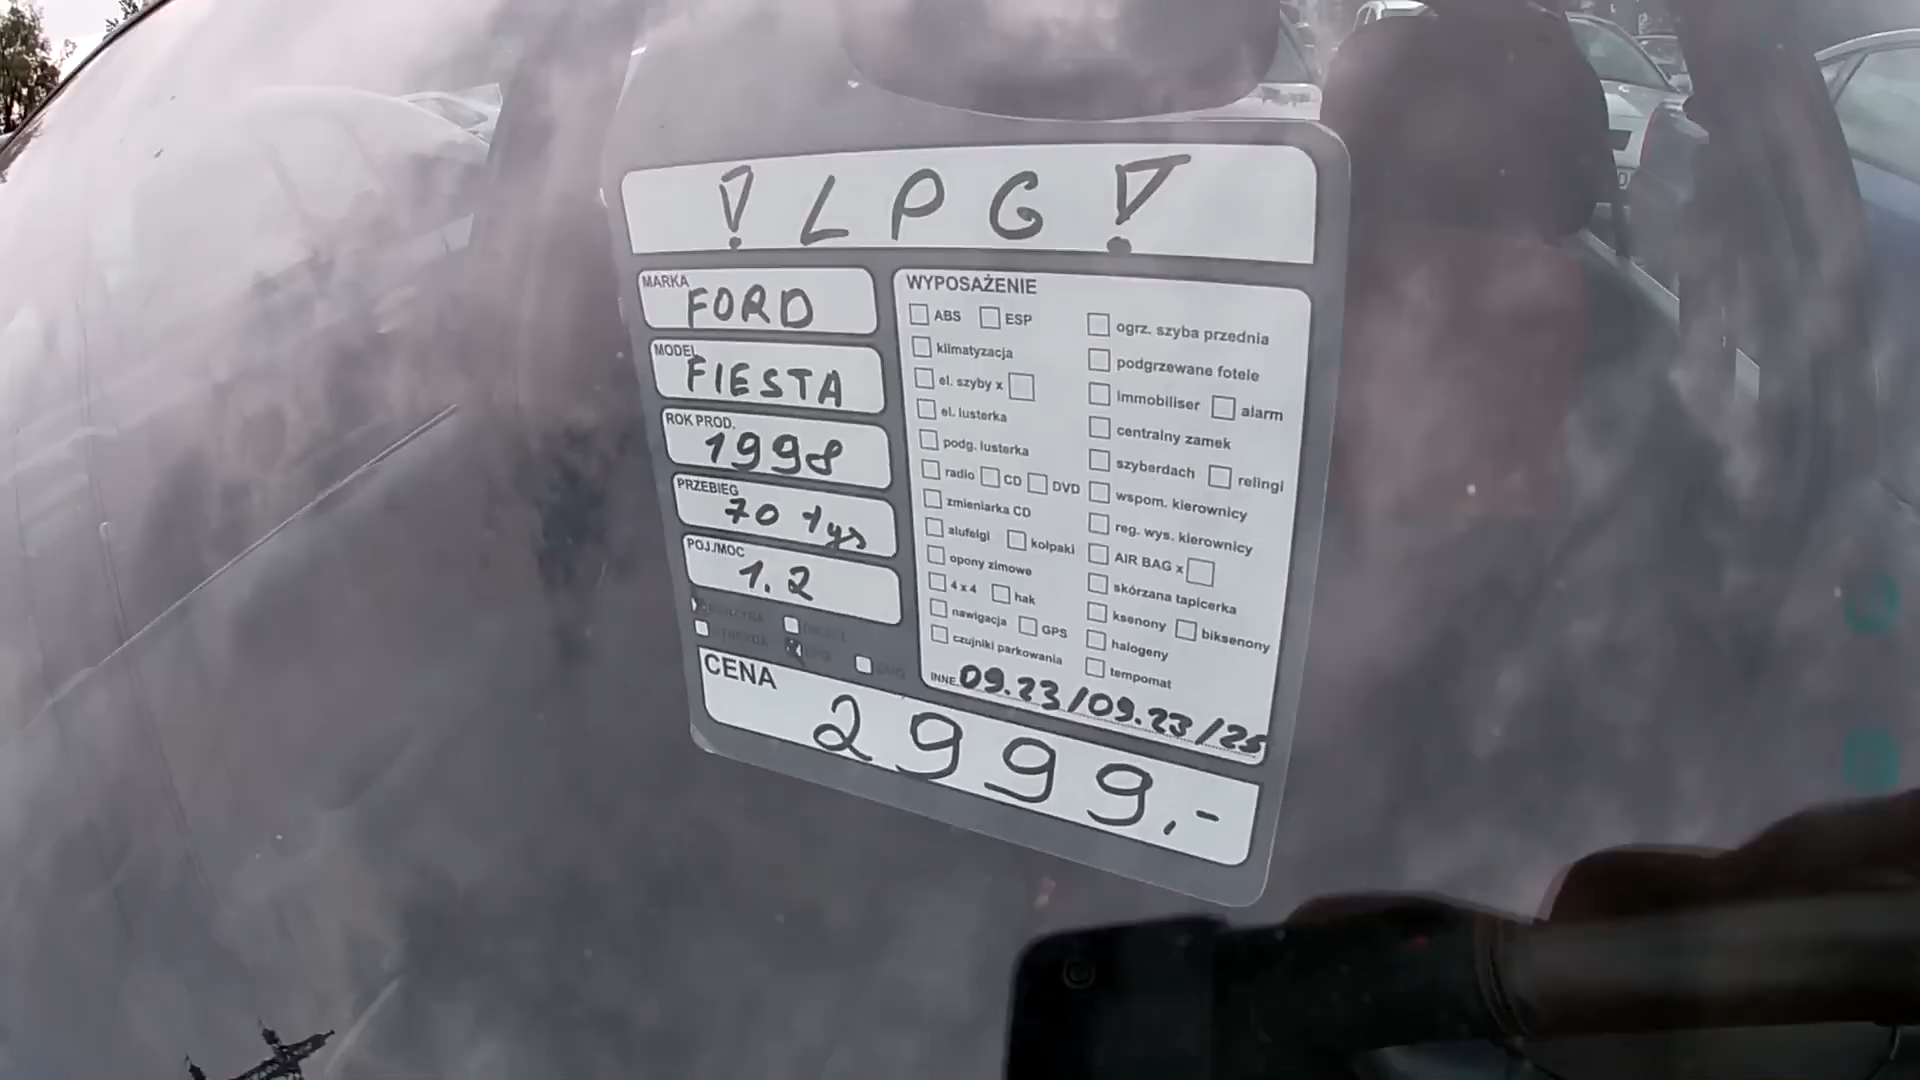 ! LPG !
MARKA
FORD
MODEL
FIESTA
ROK PROD.
1998
PRZEBIEG
70 tys
POJ./MOC
1.2
WYPOSAŻENIE
ABS ESP
klimatyzacja
el. szyby x
el. lusterka
podg. lusterka
radio CD DVD
zmieniarka CD
alufelgi kołpaki
opony zimowe
4 x 4 hak
nawigacja GPS
czujniki parkowania
ogrz. szyba przednia
podgrzewane fotele
Immobiliser alarm
centralny zamek
szyberdach relingi
wspom. kierownicy
reg. wys. kierownicy
AIR BAG x
skórzana tapicerka
ksenony biksenony
halogeny
tempomat
INNE 09.23/09.23/25
CENA
2999,-